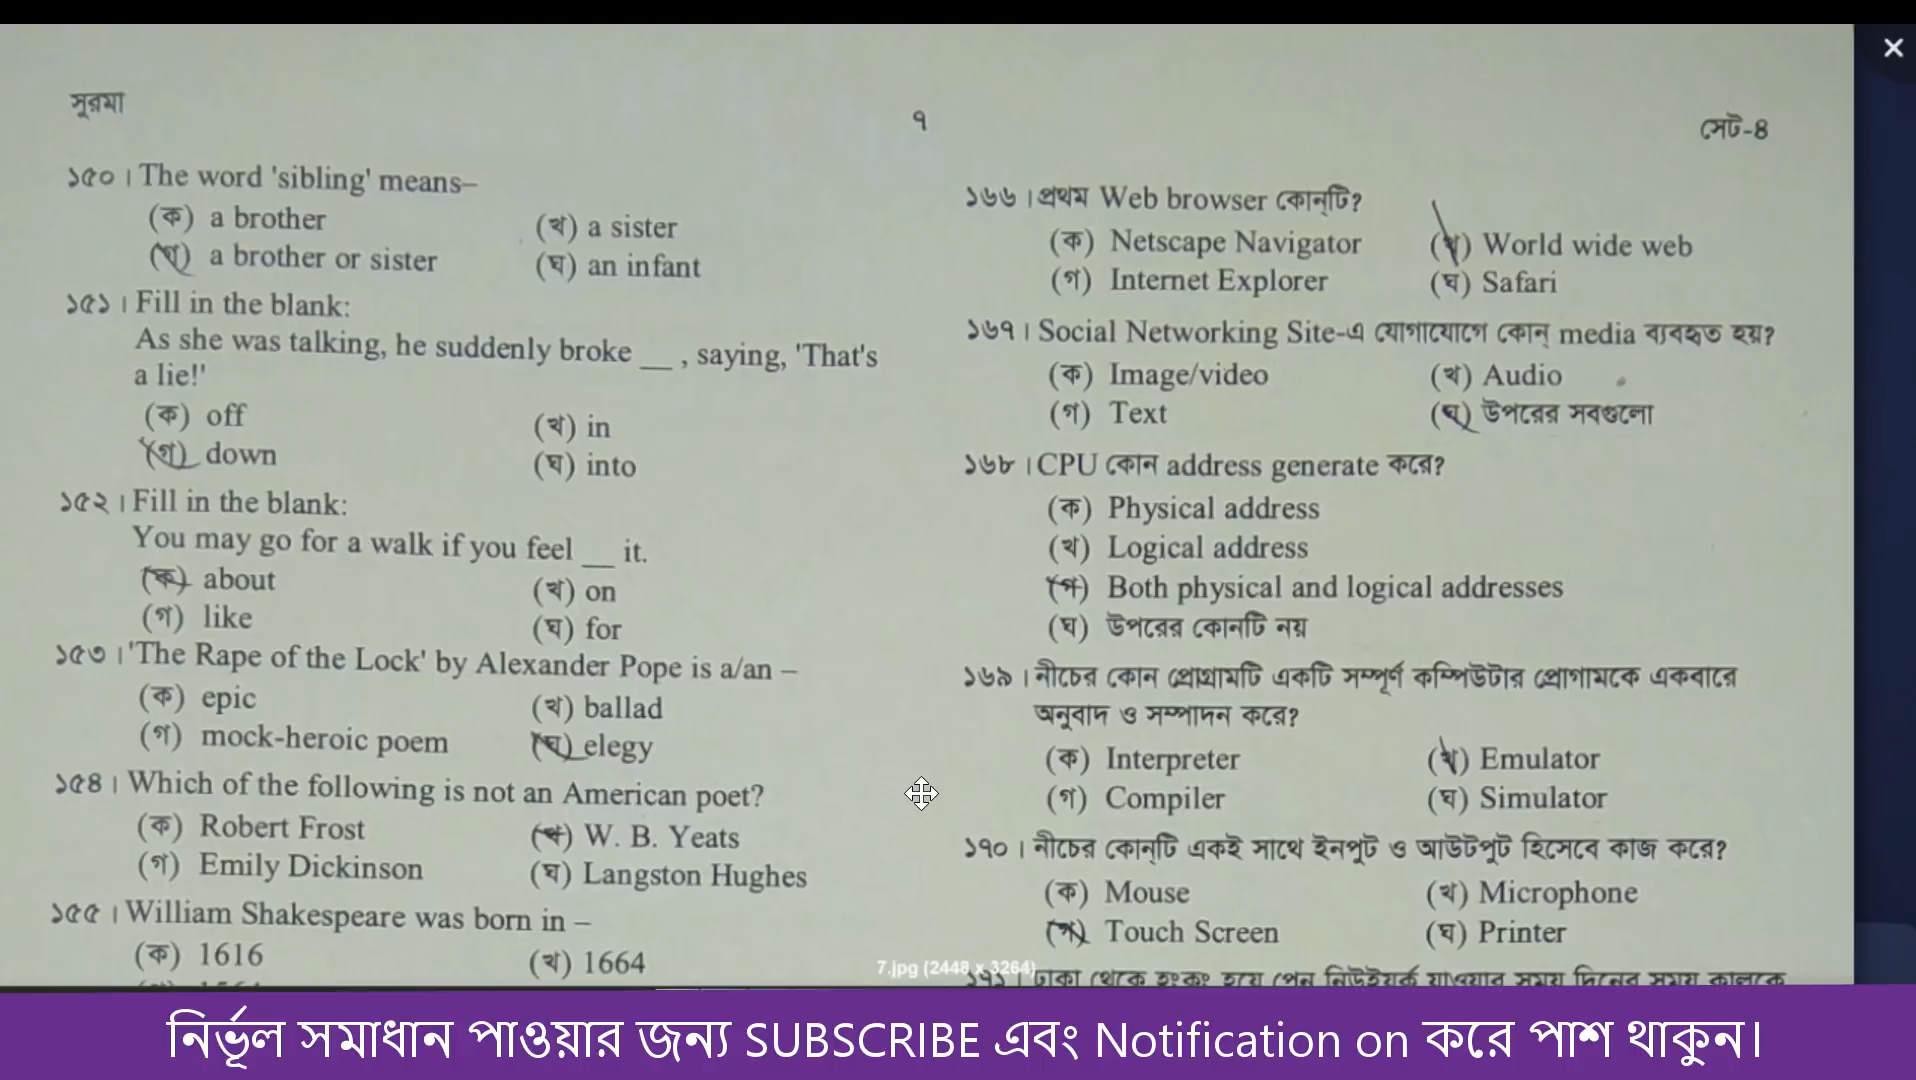 সুরমা
৭
সেট-৪
১৫০। The word 'sibling' means–
(ক) a brother (খ) a sister
(গ) a brother or sister (ঘ) an infant
১৫১। Fill in the blank:
As she was talking, he suddenly broke __ , saying, 'That's
a lie!'
(ক) off (খ) in
(গ) down (ঘ) into
১৫২। Fill in the blank:
You may go for a walk if you feel __ it.
(ক) about (খ) on
(গ) like (ঘ) for
১৫৩। 'The Rape of the Lock' by Alexander Pope is a/an –
(ক) epic (খ) ballad
(গ) mock-heroic poem (ঘ) elegy
১৫৪। Which of the following is not an American poet?
(ক) Robert Frost (খ) W. B. Yeats
(গ) Emily Dickinson (ঘ) Langston Hughes
১৫৫। William Shakespeare was born in –
(ক) 1616 (খ) 1664
১৬৬। প্রথম Web browser কোন্‌টি?
(ক) Netscape Navigator (খ) World wide web
(গ) Internet Explorer (ঘ) Safari
১৬৭। Social Networking Site-এ যোগাযোগে কোন্ media ব্যবহৃত হয়?
(ক) Image/video (খ) Audio
(গ) Text (ঘ) উপরের সবগুলো
১৬৮। CPU কোন address generate করে?
(ক) Physical address
(খ) Logical address
(গ) Both physical and logical addresses
(ঘ) উপরের কোনটি নয়
১৬৯। নীচের কোন প্রোগ্রামটি একটি সম্পূর্ণ কম্পিউটার প্রোগামকে একবারে
অনুবাদ ও সম্পাদন করে?
(ক) Interpreter (খ) Emulator
(গ) Compiler (ঘ) Simulator
১৭০। নীচের কোন্‌টি একই সাথে ইনপুট ও আউটপুট হিসেবে কাজ করে?
(ক) Mouse (খ) Microphone
(গ) Touch Screen (ঘ) Printer
১৭১। ঢাকা থেকে হংকং হয়ে প্লেন নিউইয়র্ক যাওয়ার সময় দিনের সময় কালকে
7.jpg (2448 x 3264)
নির্ভূল সমাধান পাওয়ার জন্য SUBSCRIBE এবং Notification on করে পাশ থাকুন।